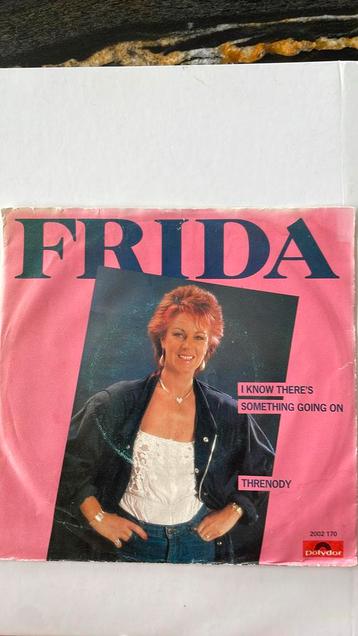 FRIDA
I KNOW THERE'S
SOMETHING GOING ON
THRENODY
2002 170
polydor